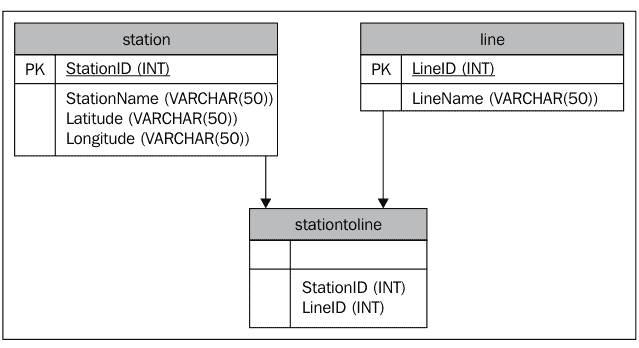 station
PK StationID (INT)
StationName (VARCHAR(50))
Latitude (VARCHAR(50))
Longitude (VARCHAR(50))
line
PK LineID (INT)
LineName (VARCHAR(50))
stationtoline
StationID (INT)
LineID (INT)